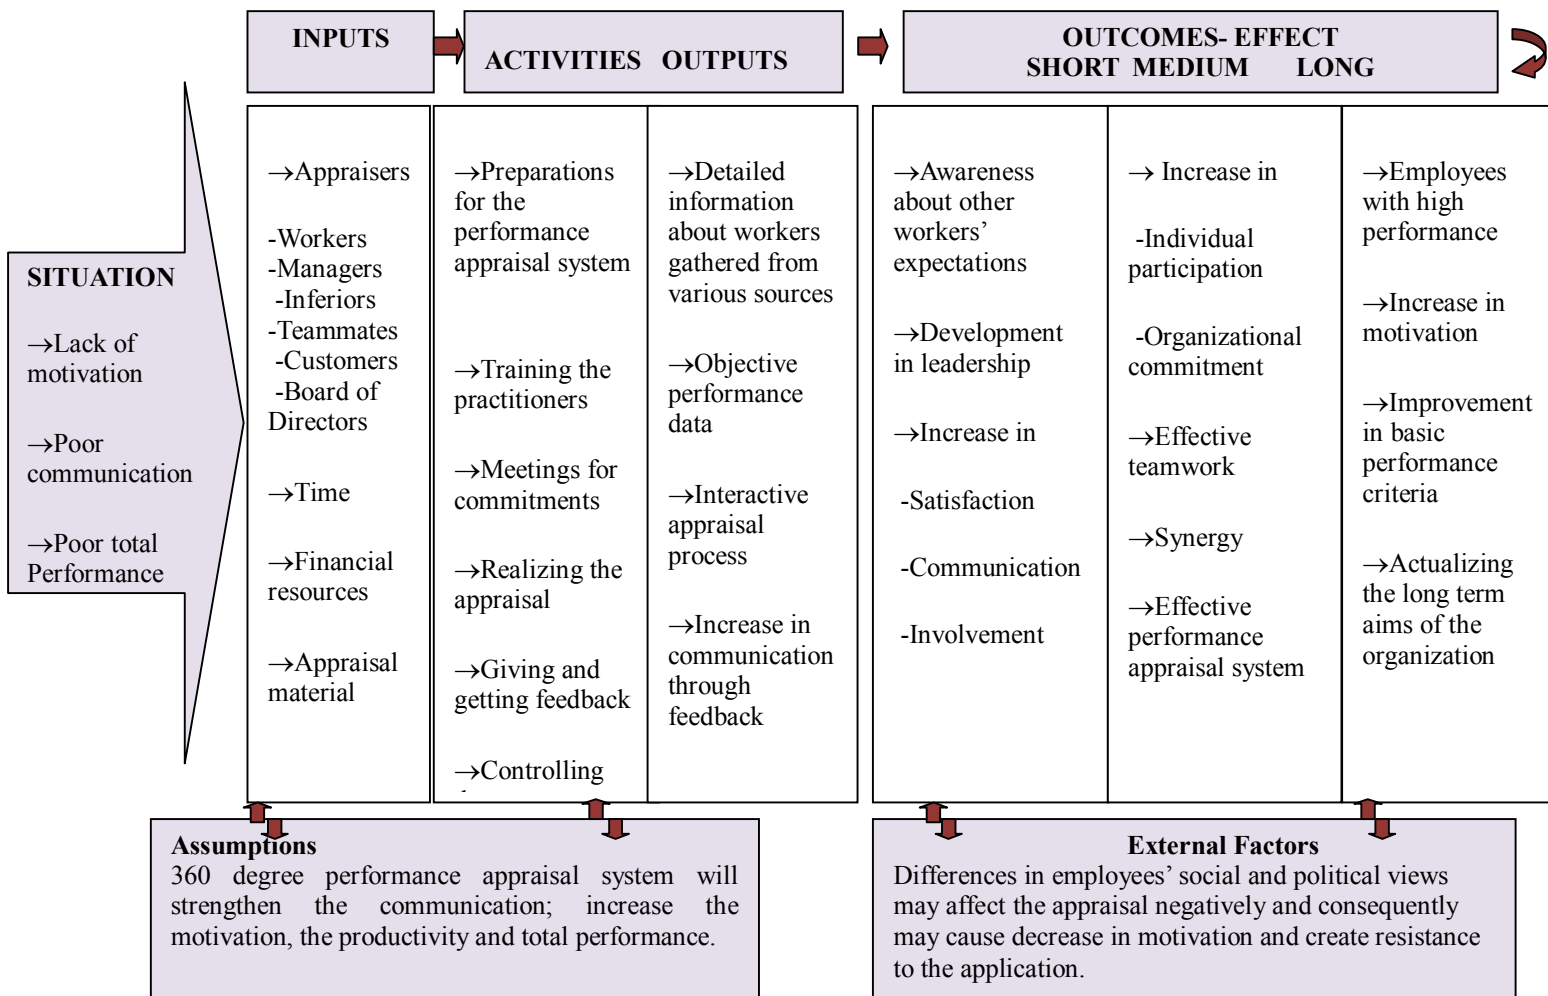 INPUTS
ACTIVITIES OUTPUTS
OUTCOMES- EFFECT
SHORT MEDIUM LONG
SITUATION
→Lack of
motivation
→Poor
communication
→Poor total
Performance
→Appraisers
-Workers
-Managers
-Inferiors
-Teammates
-Customers
-Board of
Directors
→Time
→Financial
resources
→Appraisal
material
→Preparations
for the
performance
appraisal system
→Training the
practitioners
→Meetings for
commitments
→Realizing the
appraisal
→Giving and
getting feedback
→Controlling
→Detailed
information
about workers
gathered from
various sources
→Objective
performance
data
→Interactive
appraisal
process
→Increase in
communication
through
feedback
→Awareness
about other
workers’
expectations
→Development
in leadership
→Increase in
-Satisfaction
-Communication
-Involvement
→ Increase in
-Individual
participation
-Organizational
commitment
→Effective
teamwork
→Synergy
→Effective
performance
appraisal system
→Employees
with high
performance
→Increase in
motivation
→Improvement
in basic
performance
criteria
→Actualizing
the long term
aims of the
organization
Assumptions
360 degree performance appraisal system will
strengthen the communication; increase the
motivation, the productivity and total performance.
External Factors
Differences in employees’ social and political views
may affect the appraisal negatively and consequently
may cause decrease in motivation and create resistance
to the application.